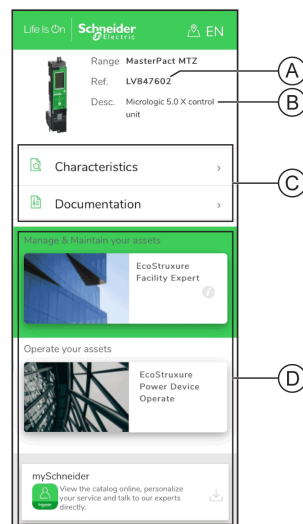 Life Is On Schneider Electric EN
Range MasterPact MTZ
Ref. LV847602
A
Desc. Micrologic 5.0 X control
unit
B
Characteristics
C
Documentation
Manage & Maintain your assets
EcoStruxure
Facility Expert
Operate your assets
EcoStruxure
Power Device
Operate
D
mySchneider
View the catalog online, personalize
your service and talk to our experts
directly.